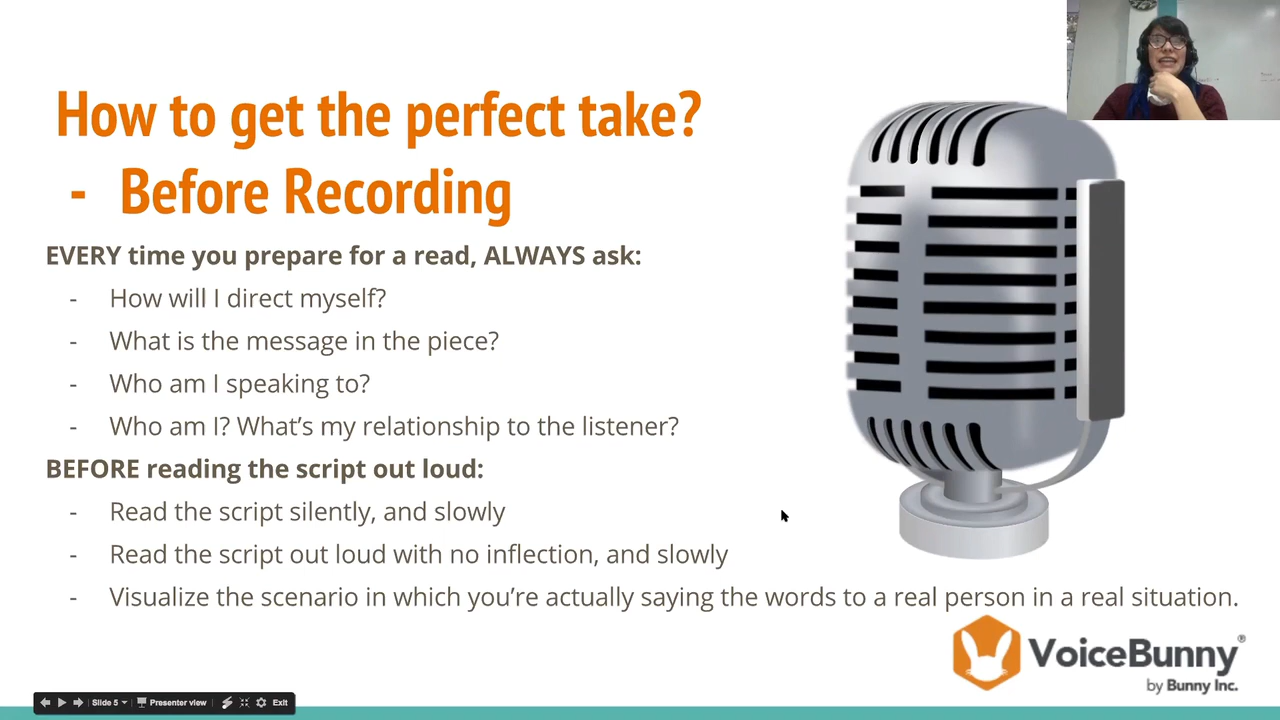 How to get the perfect take?
- Before Recording
EVERY time you prepare for a read, ALWAYS ask:
- How will I direct myself?
- What is the message in the piece?
- Who am I speaking to?
- Who am I? What's my relationship to the listener?
BEFORE reading the script out loud:
- Read the script silently, and slowly
- Read the script out loud with no inflection, and slowly
- Visualize the scenario in which you're actually saying the words to a real person in a real situation.
VoiceBunny®
by Bunny Inc.
Slide 5 Presenter view Exit